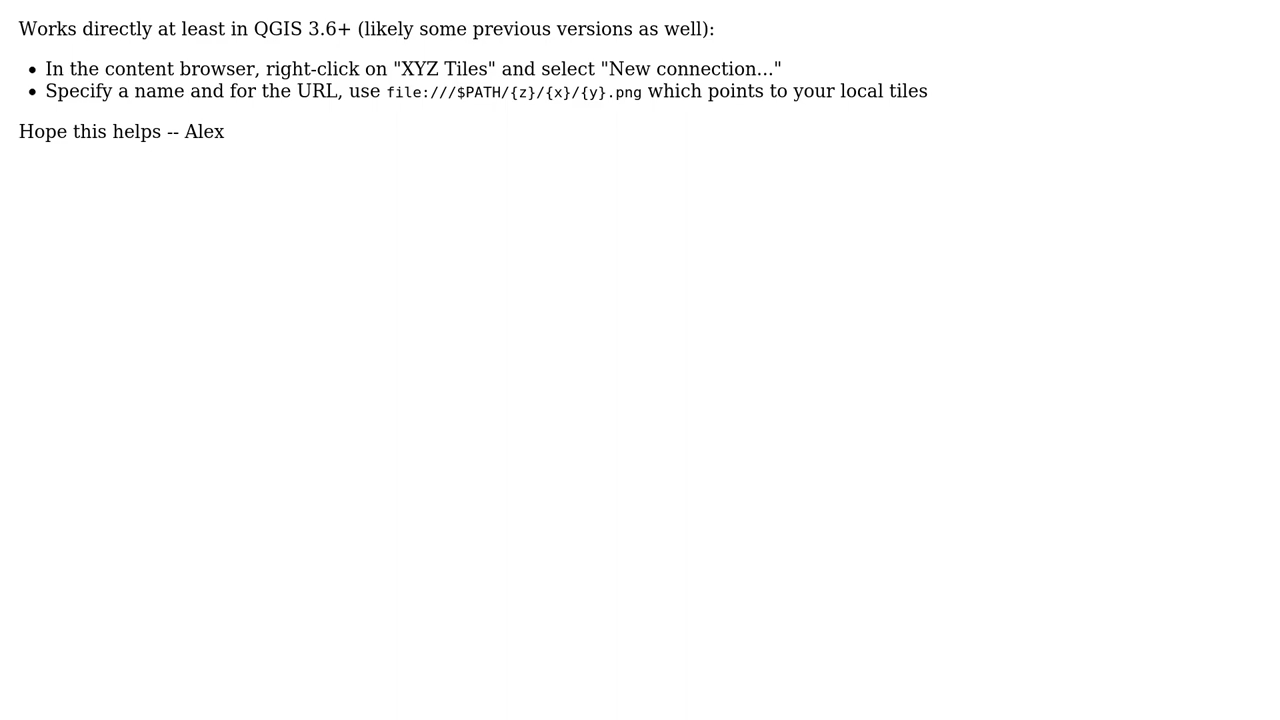 Works directly at least in QGIS 3.6+ (likely some previous versions as well):
• In the content browser, right-click on "XYZ Tiles" and select "New connection..."
• Specify a name and for the URL, use file:///$PATH/{z}/{x}/{y}.png which points to your local tiles
Hope this helps -- Alex